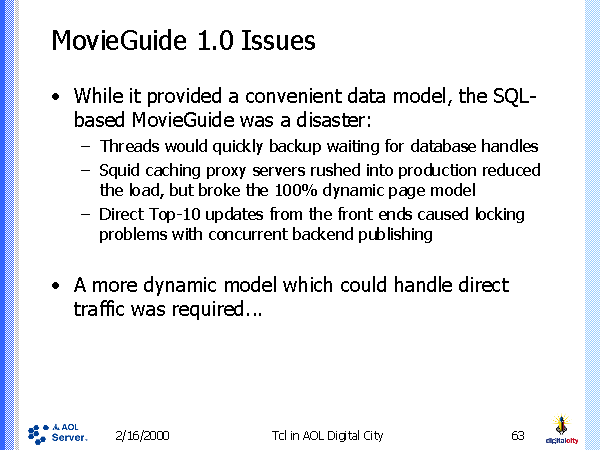 MovieGuide 1.0 Issues
• While it provided a convenient data model, the SQL-
based MovieGuide was a disaster:
– Threads would quickly backup waiting for database handles
– Squid caching proxy servers rushed into production reduced
the load, but broke the 100% dynamic page model
– Direct Top-10 updates from the front ends caused locking
problems with concurrent backend publishing
• A more dynamic model which could handle direct
traffic was required...
AOL
Server.
2/16/2000
Tcl in AOL Digital City
63
digitalcity